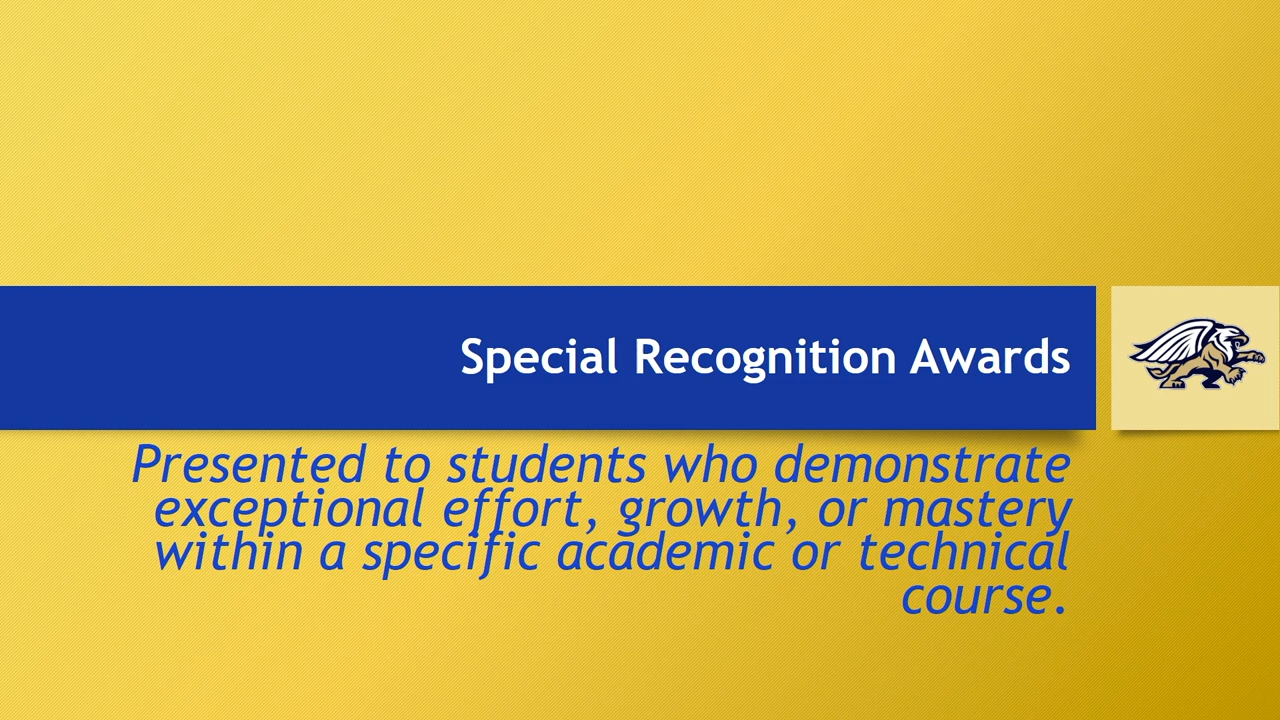 Special Recognition Awards
Presented to students who demonstrate
exceptional effort, growth, or mastery
within a specific academic or technical
course.